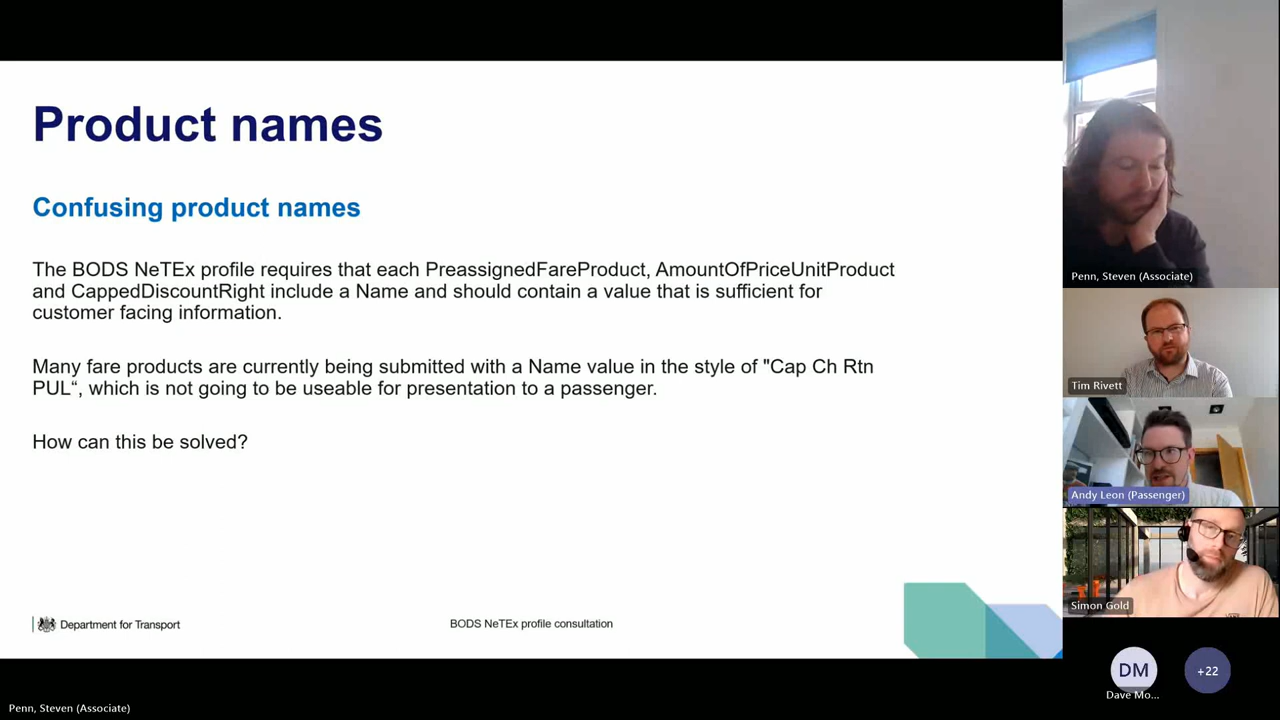 Product names
Confusing product names
The BODS NeTEx profile requires that each PreassignedFareProduct, AmountOfPriceUnitProduct
and CappedDiscountRight include a Name and should contain a value that is sufficient for
customer facing information.
Many fare products are currently being submitted with a Name value in the style of "Cap Ch Rtn
PUL“, which is not going to be useable for presentation to a passenger.
How can this be solved?
Department for Transport
BODS NeTEx profile consultation
Penn, Steven (Associate)
Tim Rivett
Andy Leon (Passenger)
Simon Gold
DM
+22
Dave Mo...
Penn, Steven (Associate)